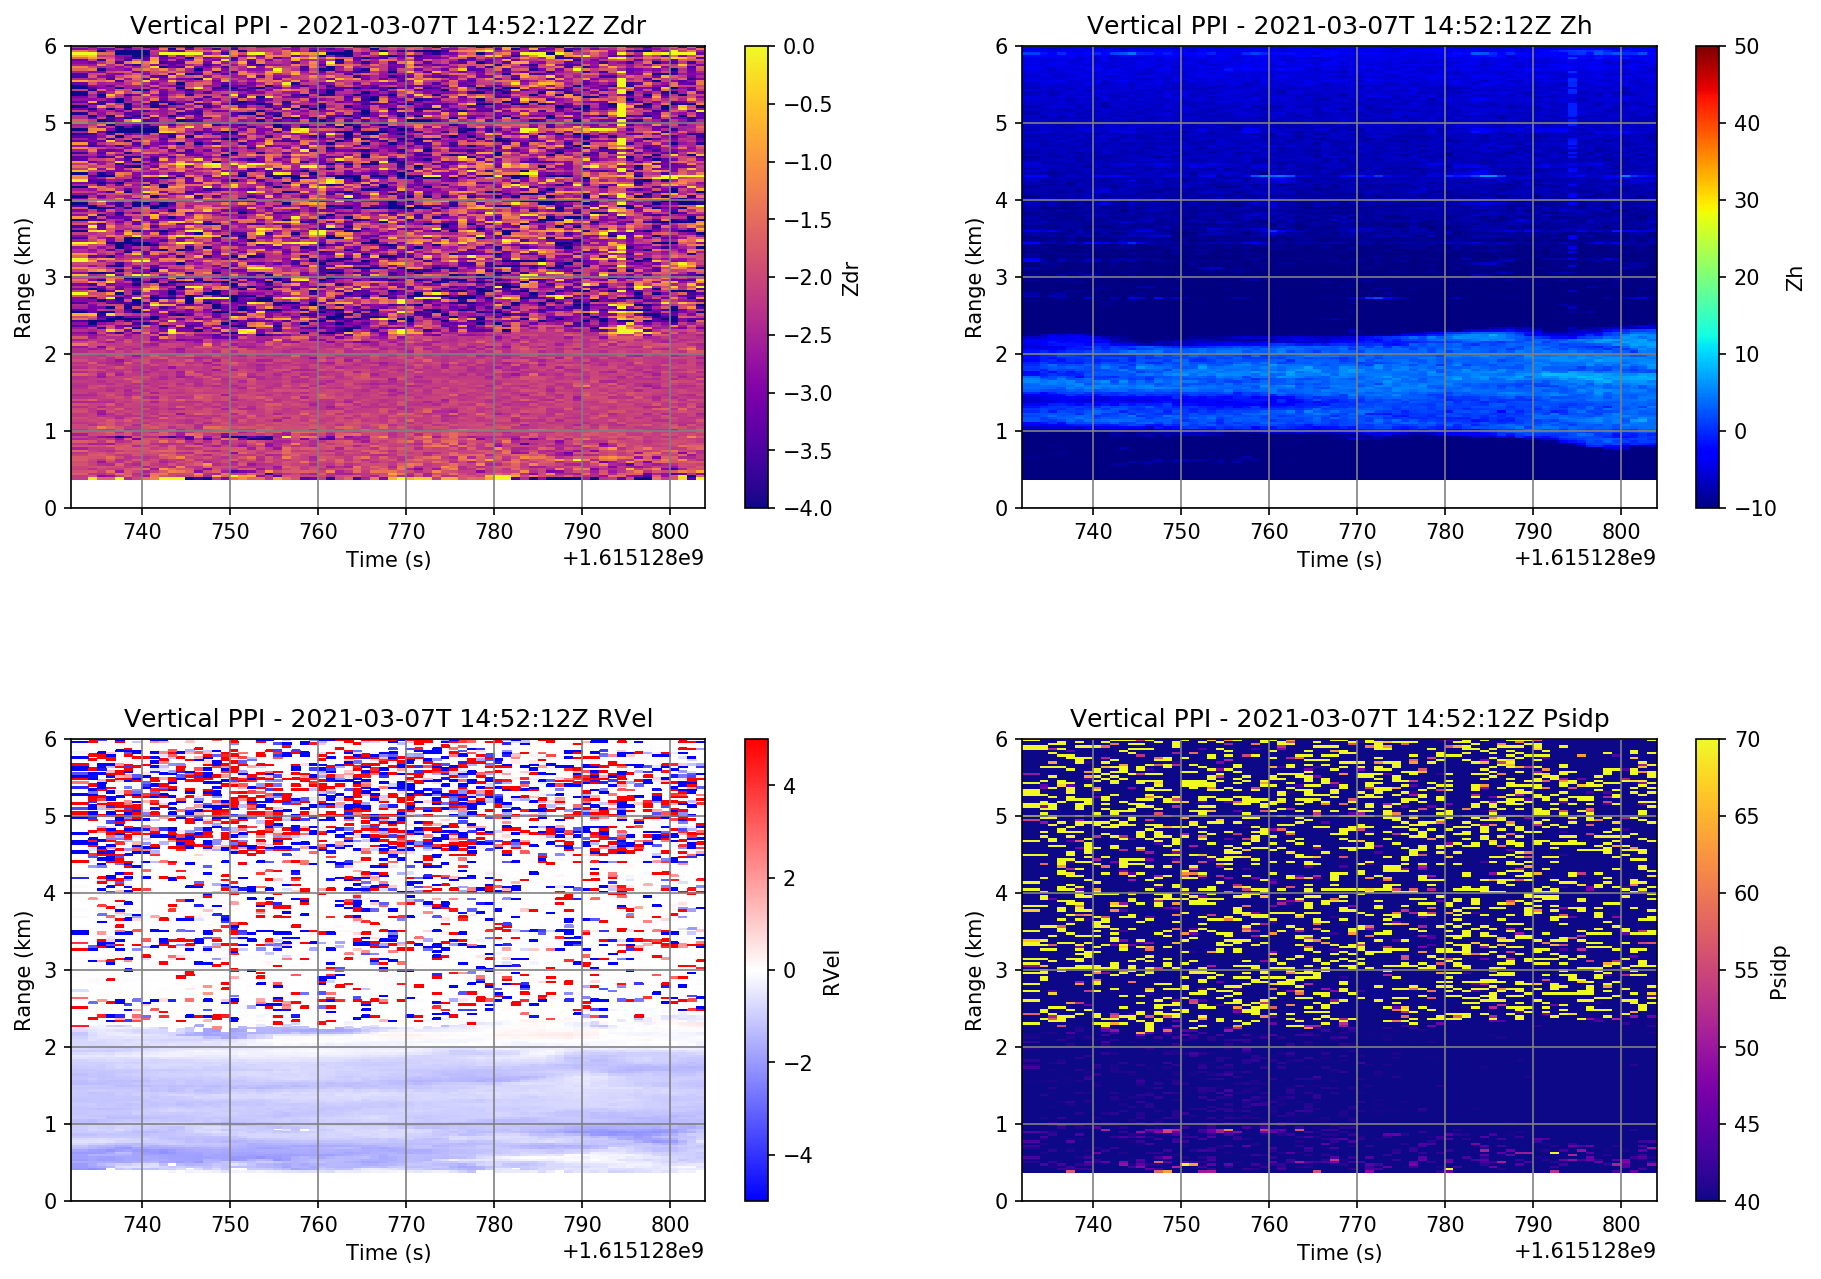 Vertical PPI - 2021-03-07T 14:52:12Z Zdr
6
5
4
3
2
1
0
Range (km)
740 750 760 770 780 790 800
Time (s)
+1.615128e9
0.0
−0.5
−1.0
−1.5
−2.0
−2.5
−3.0
−3.5
−4.0
Zdr
Vertical PPI - 2021-03-07T 14:52:12Z Zh
6
5
4
3
2
1
0
Range (km)
740 750 760 770 780 790 800
Time (s)
+1.615128e9
50
40
30
20
10
0
−10
Zh
Vertical PPI - 2021-03-07T 14:52:12Z RVel
6
5
4
3
2
1
0
Range (km)
740 750 760 770 780 790 800
Time (s)
+1.615128e9
4
2
0
−2
−4
RVel
Vertical PPI - 2021-03-07T 14:52:12Z Psidp
6
5
4
3
2
1
0
Range (km)
740 750 760 770 780 790 800
Time (s)
+1.615128e9
70
65
60
55
50
45
40
Psidp